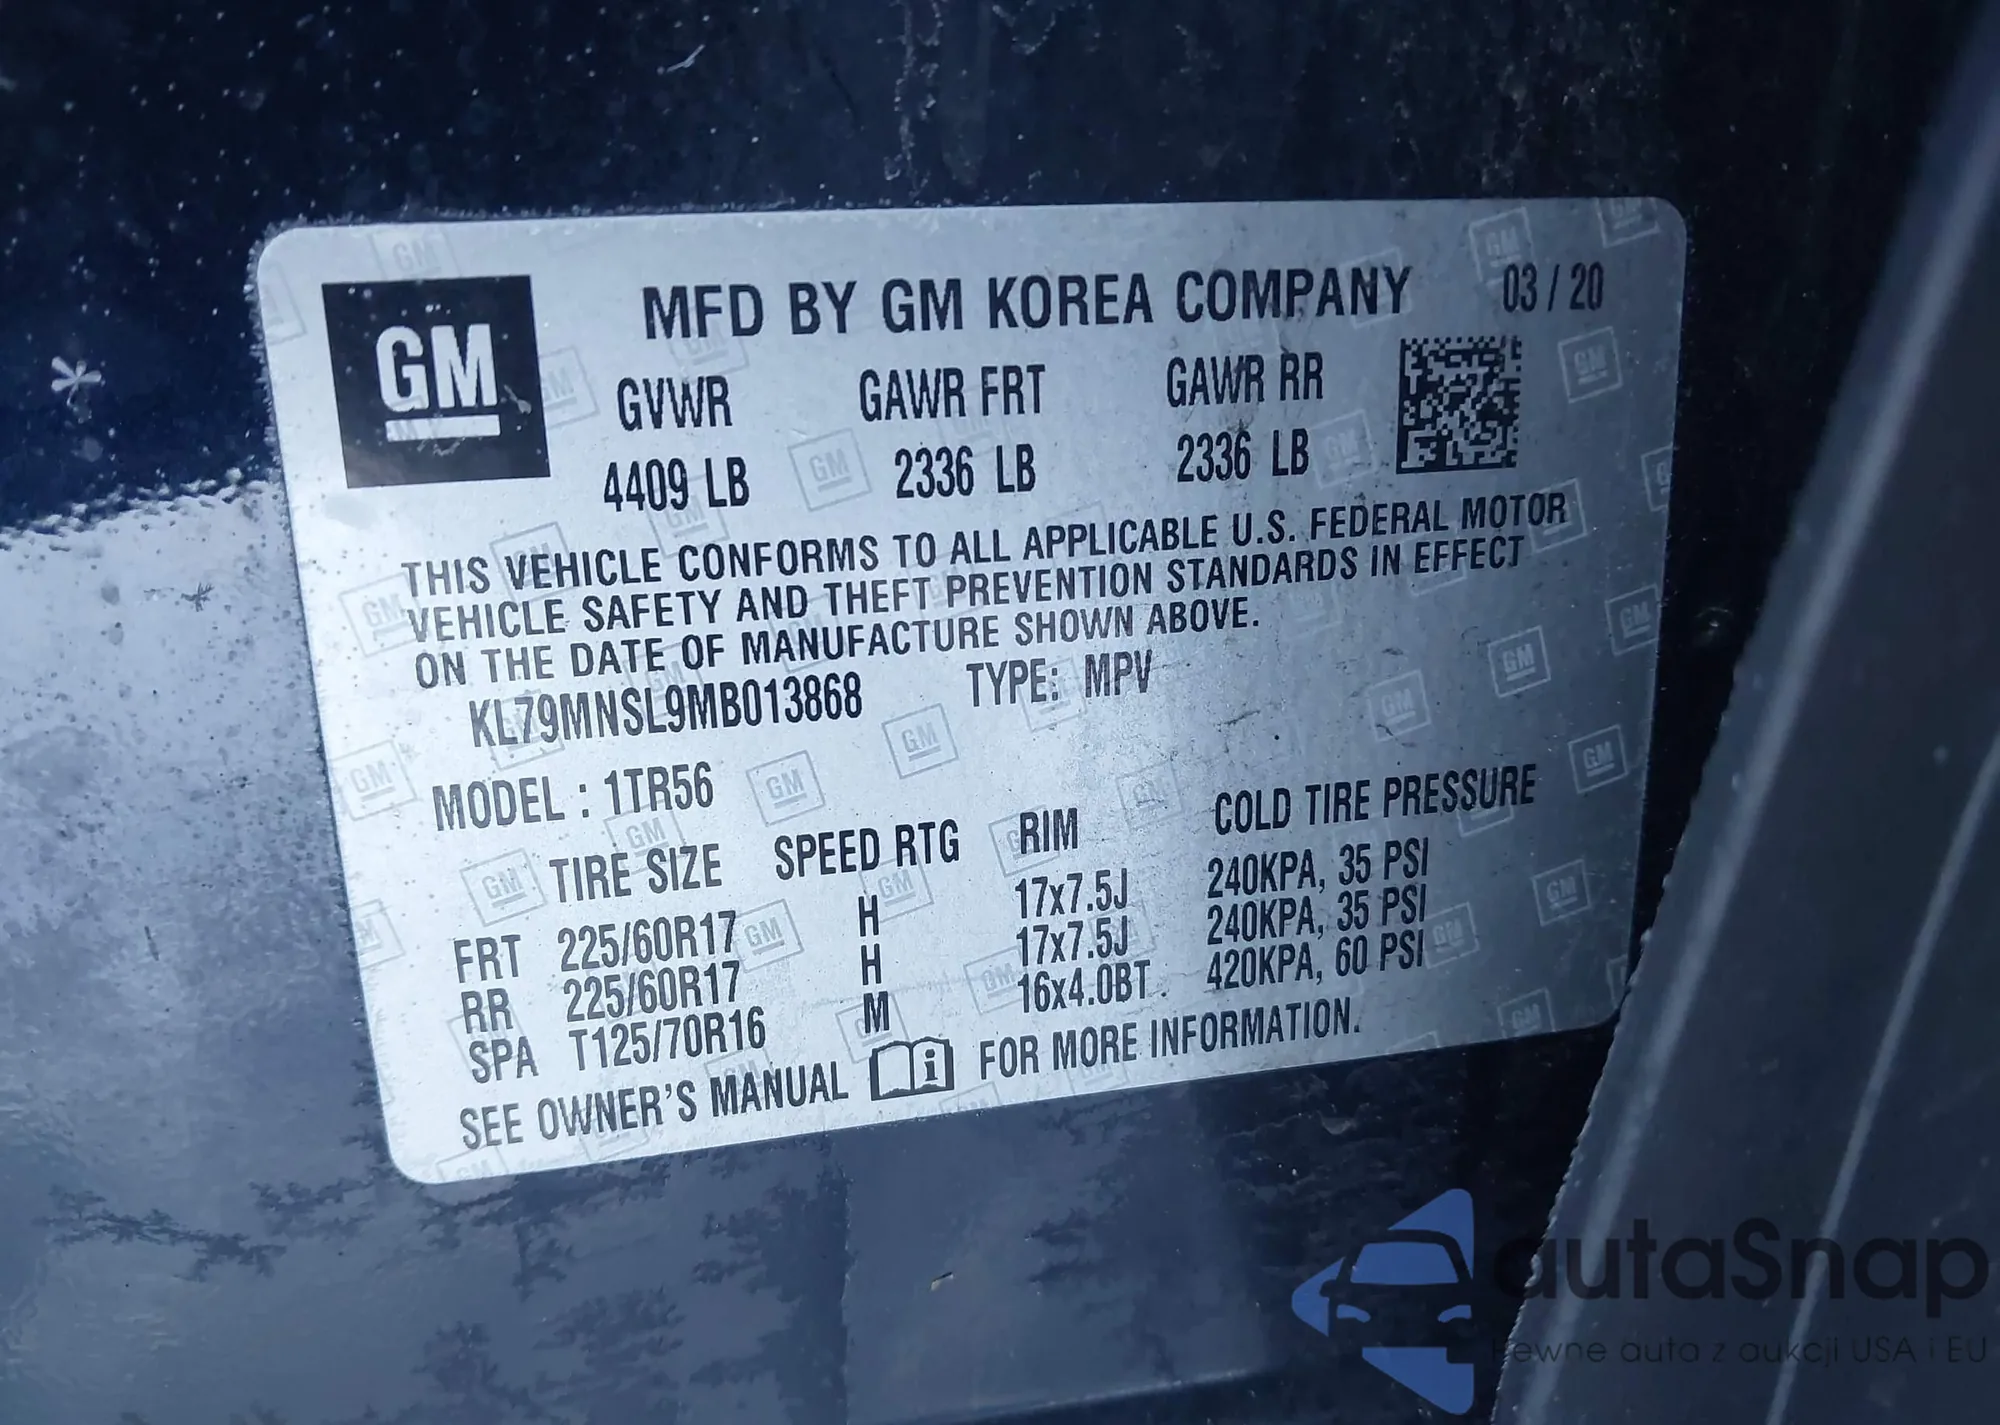 GM
MFD BY GM KOREA COMPANY 03 / 20
GVWR GAWR FRT GAWR RR
4409 LB 2336 LB 2336 LB
THIS VEHICLE CONFORMS TO ALL APPLICABLE U.S. FEDERAL MOTOR
VEHICLE SAFETY AND THEFT PREVENTION STANDARDS IN EFFECT
ON THE DATE OF MANUFACTURE SHOWN ABOVE.
KL79MNSL9MB013868 TYPE: MPV
MODEL : 1TR56
TIRE SIZE SPEED RTG RIM COLD TIRE PRESSURE
FRT 225/60R17 H 17x7.5J 240KPA, 35 PSI
RR 225/60R17 H 17x7.5J 240KPA, 35 PSI
SPA T125/70R16 M 16x4.0BT 420KPA, 60 PSI
SEE OWNER'S MANUAL i FOR MORE INFORMATION.
autaSnap
Pewne auta z aukcji USA i EU